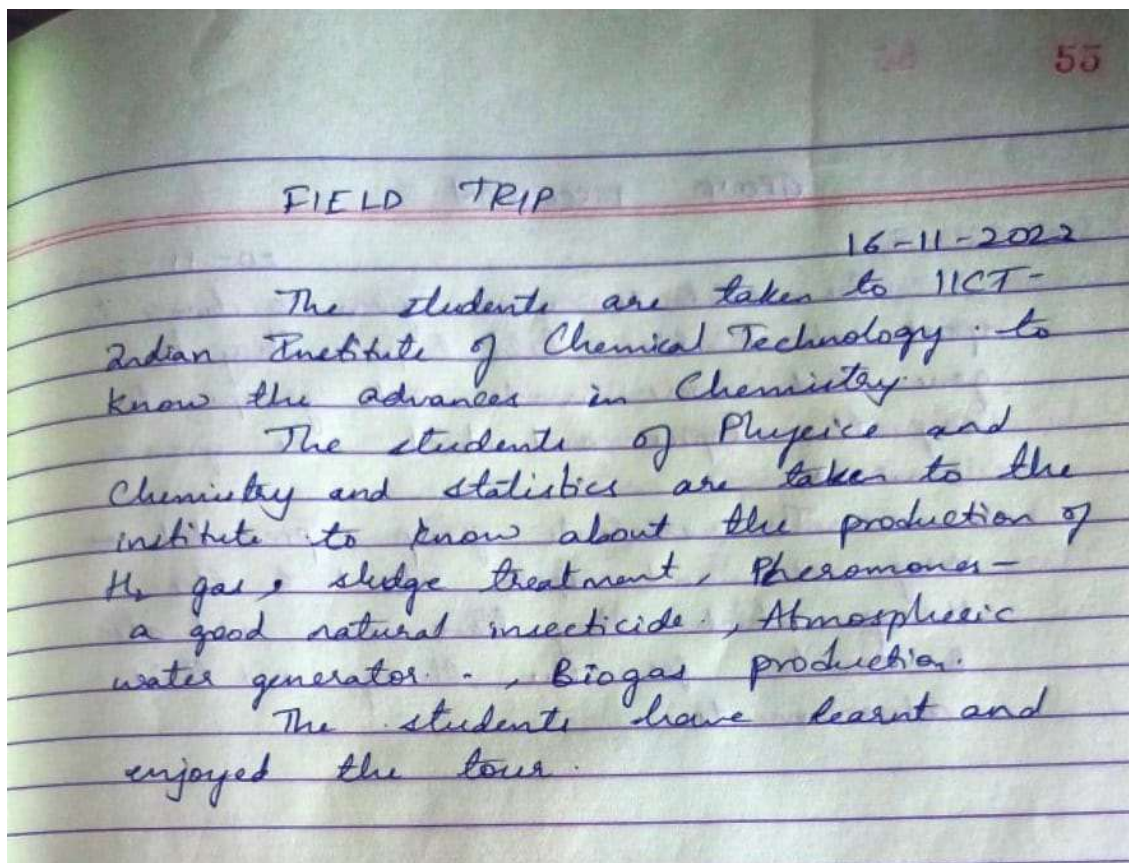 55
FIELD TRIP
16-11-2022
The students are taken to IICT-
Indian Institute of Chemical Technology. to
know the advances in Chemistry.
The students of Physics and
Chemistry and statistics are taken to the
institute to know about the production of
H₂ gas, sludge treatment, Pheromones-
a good natural insecticide., Atmospheric
water generator. -, Biogas production.
The students have learnt and
enjoyed the tour.